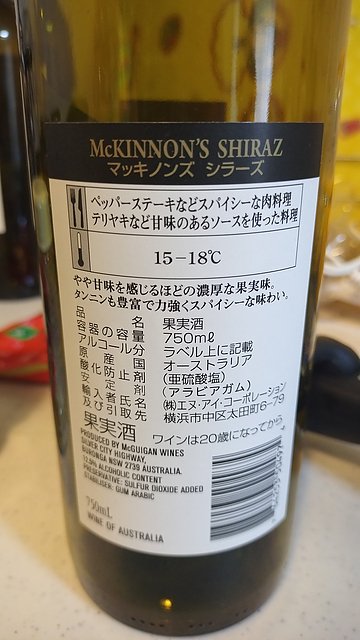 McKINNON'S SHIRAZ
マッキノンズ シラーズ
ペッパーステーキなどスパイシーな肉料理
テリヤキなど甘味のあるソースを使った料理
15-18℃
やや甘味を感じるほどの濃厚な果実味。
タンニンも豊富で力強くスパイシーな味わい。
品名 果実酒
容器の容量 750mℓ
アルコール分 ラベル上に記載
原産国 オーストラリア
酸化防止剤 (亜硫酸塩)
安定剤 (アラビアガム)
輸入者氏名 ㈱エヌ・アイ・コーポレーション
及び引取先 横浜市中区太田町6-79
果実酒 ワインは20歳になってから
PRODUCED BY McGUIGAN WINES
SILVER CITY HIGHWAY,
BURONGA NSW 2739 AUSTRALIA.
ALCOHOLIC CONTENT
PRESERVATIVE: SULFUR DIOXIDE ADDED
STABILISER: GUM ARABIC
750mL
WINE OF AUSTRALIA